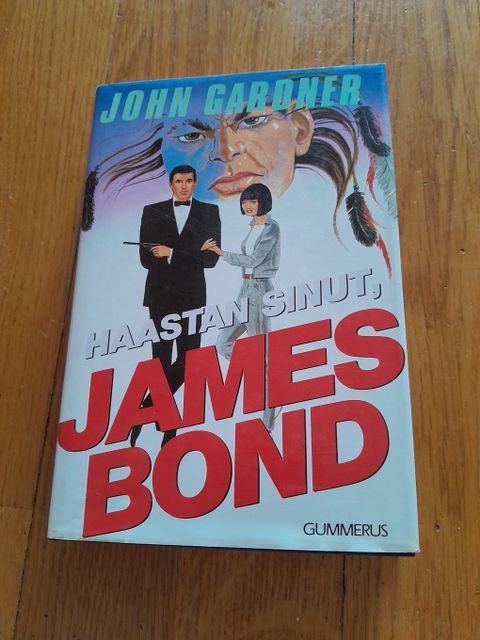 JOHN GARDNER
HAASTAN SINUT,
JAMES
BOND
GUMMERUS